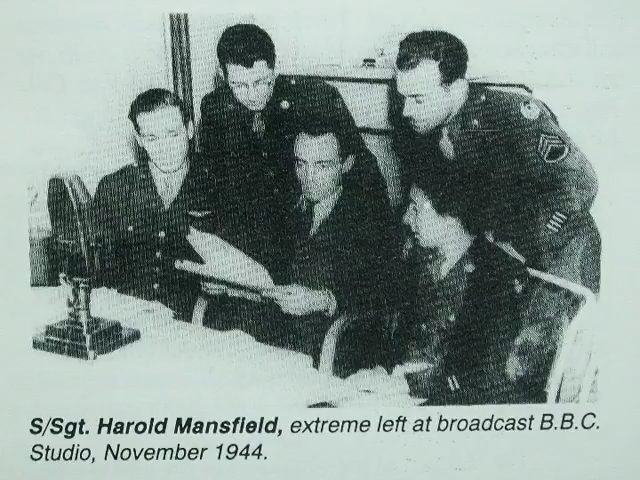 S/Sgt. Harold Mansfield, extreme left at broadcast B.B.C.
Studio, November 1944.